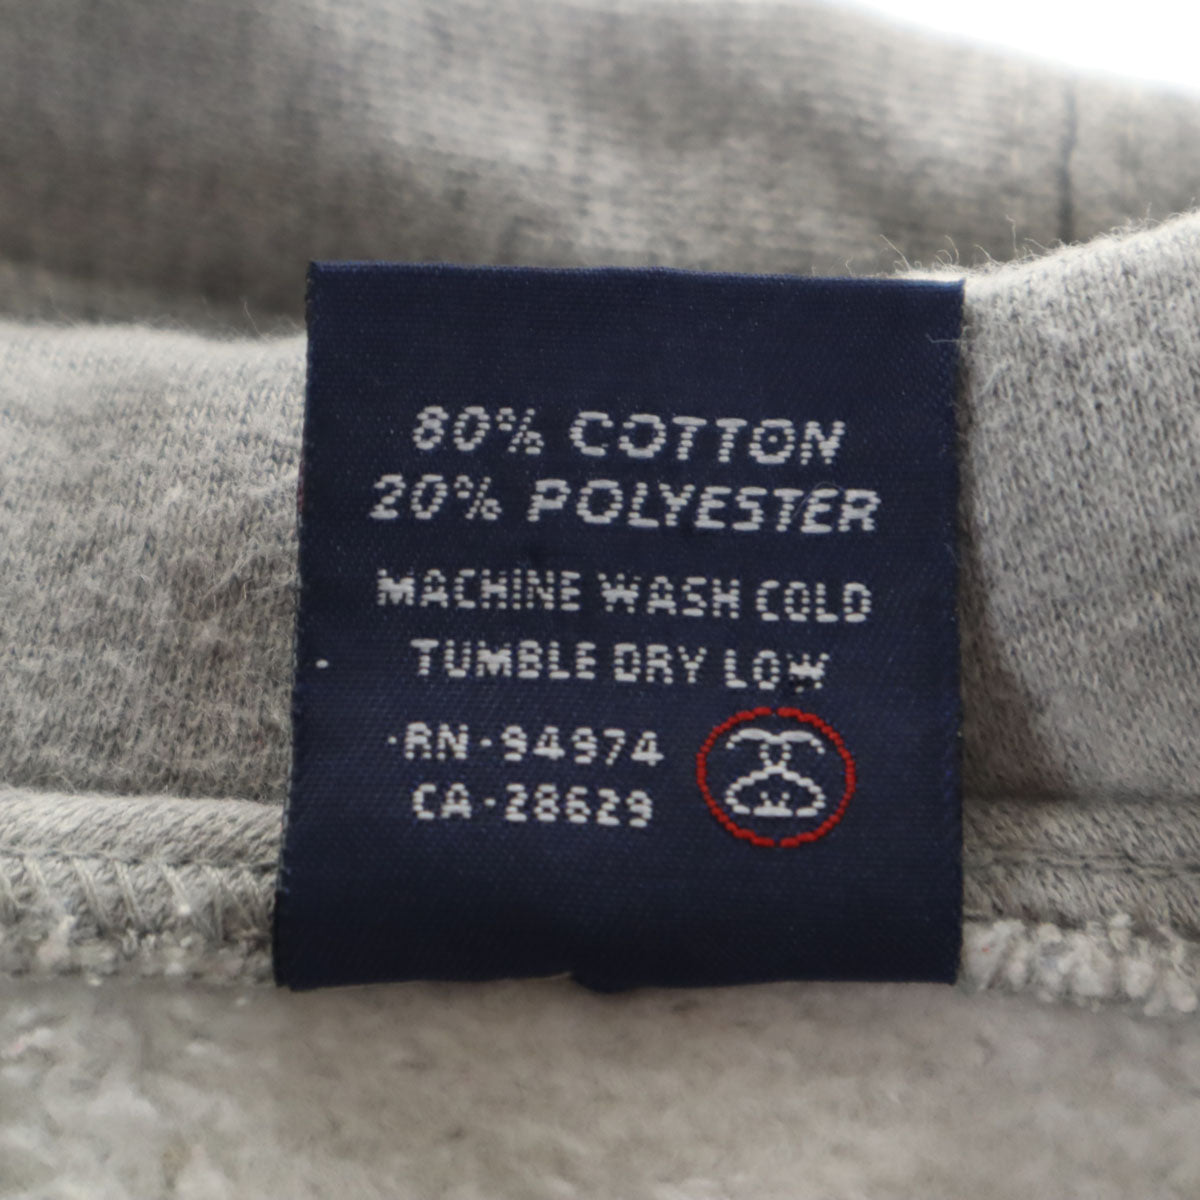 80% COTTON
20% POLYESTER
MACHINE WASH COLD
TUMBLE DRY LOW
·RN·94974
CA·28629